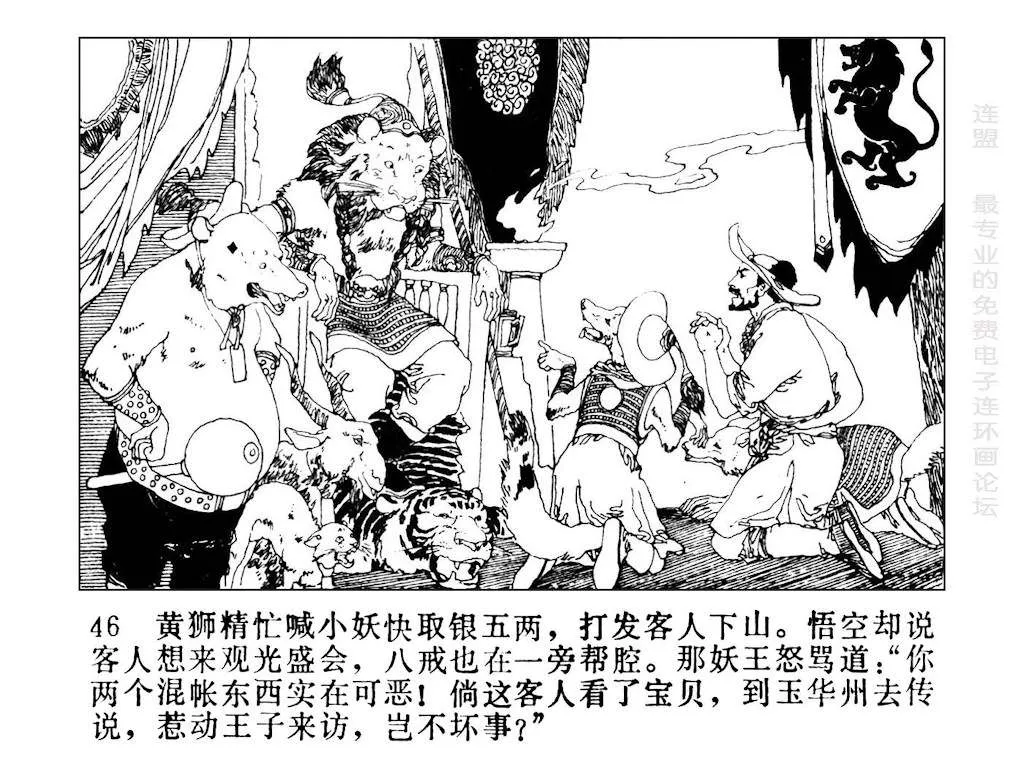 46 黄狮精忙喊小妖快取银五两，打发客人下山。悟空却说
客人想来观光盛会，八戒也在一旁帮腔。那妖王怒骂道：“你
两个混帐东西实在可恶！倘这客人看了宝贝，到玉华州去传
说，惹动王子来访，岂不坏事？”
连盟 最专业的免费电子连环画论坛